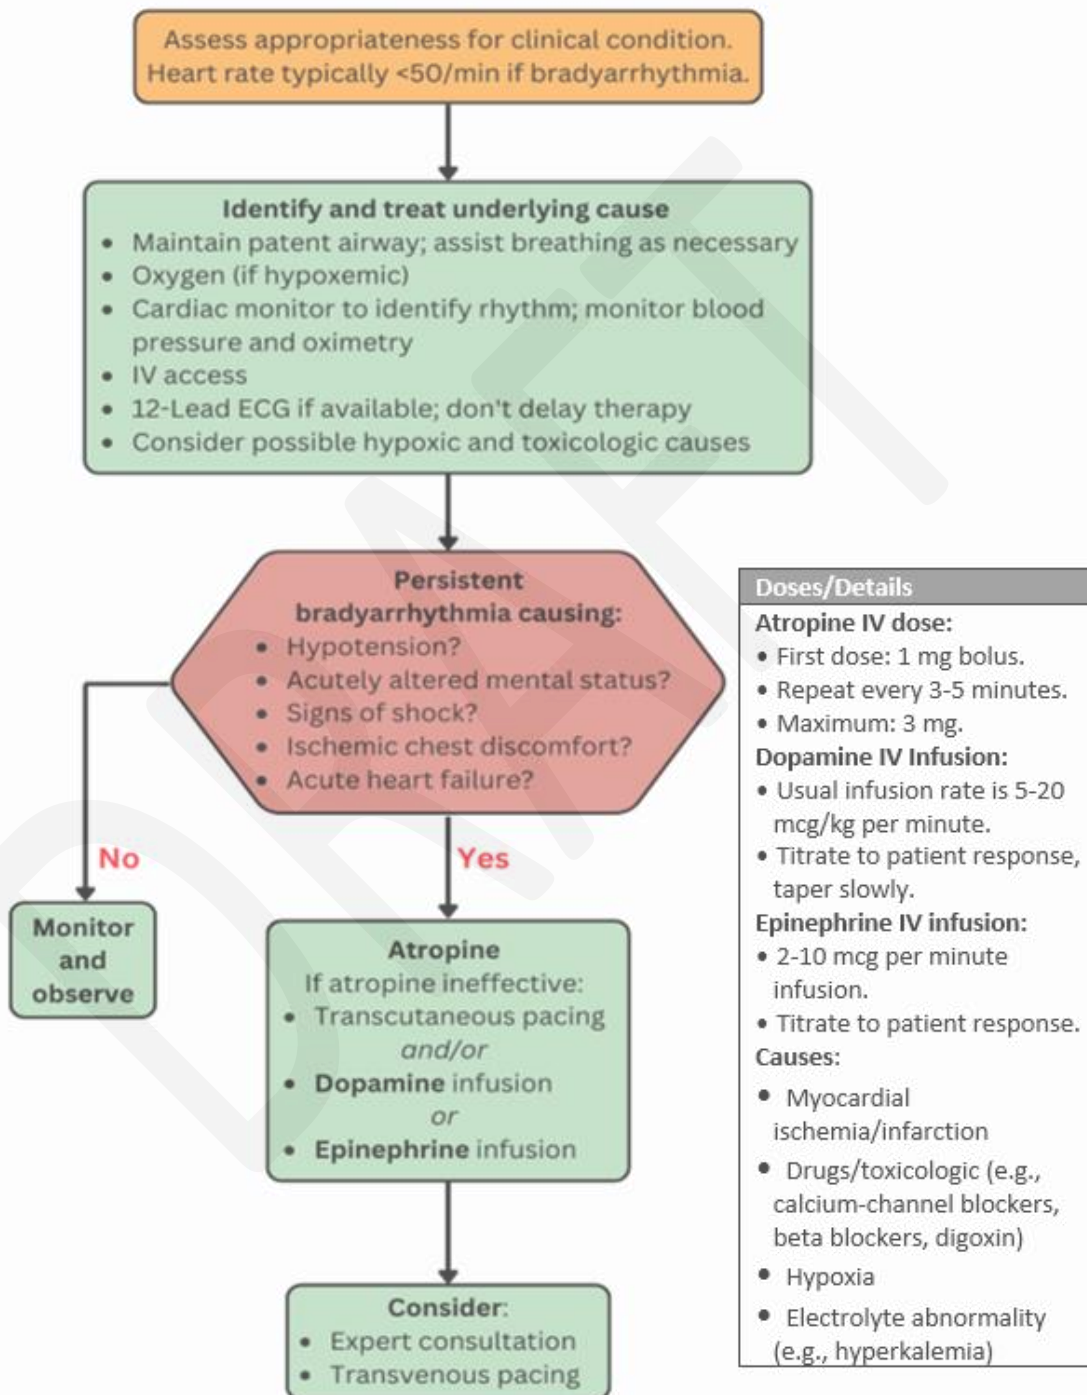 Assess appropriateness for clinical condition.
Heart rate typically <50/min if bradyarrhythmia.
Identify and treat underlying cause
• Maintain patent airway; assist breathing as necessary
• Oxygen (if hypoxemic)
• Cardiac monitor to identify rhythm; monitor blood
pressure and oximetry
• IV access
• 12-Lead ECG if available; don't delay therapy
• Consider possible hypoxic and toxicologic causes
Persistent
bradyarrhythmia causing:
• Hypotension?
• Acutely altered mental status?
• Signs of shock?
• Ischemic chest discomfort?
• Acute heart failure?
No
Yes
Monitor
and
observe
Atropine
If atropine ineffective:
• Transcutaneous pacing
and/or
• Dopamine infusion
or
• Epinephrine infusion
Consider:
• Expert consultation
• Transvenous pacing
Doses/Details
Atropine IV dose:
• First dose: 1 mg bolus.
• Repeat every 3-5 minutes.
• Maximum: 3 mg.
Dopamine IV Infusion:
• Usual infusion rate is 5-20
mcg/kg per minute.
• Titrate to patient response,
taper slowly.
Epinephrine IV infusion:
• 2-10 mcg per minute
infusion.
• Titrate to patient response.
Causes:
• Myocardial
ischemia/infarction
• Drugs/toxicologic (e.g.,
calcium-channel blockers,
beta blockers, digoxin)
• Hypoxia
• Electrolyte abnormality
(e.g., hyperkalemia)
DRAFT